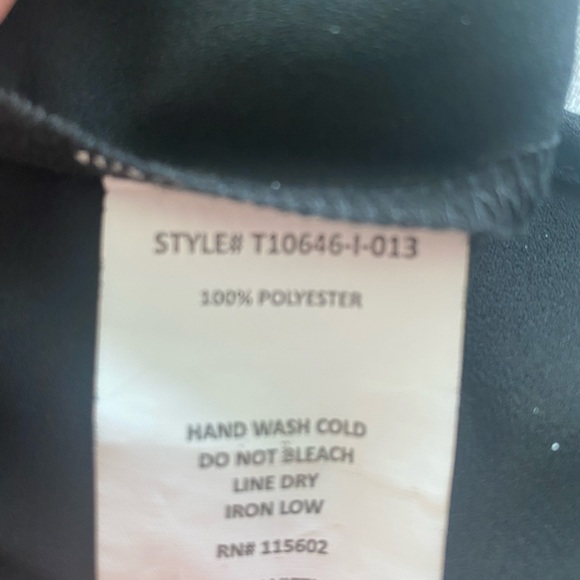 STYLE# T10646-I-013
100% POLYESTER
HAND WASH COLD
DO NOT BLEACH
LINE DRY
IRON LOW
RN# 115602